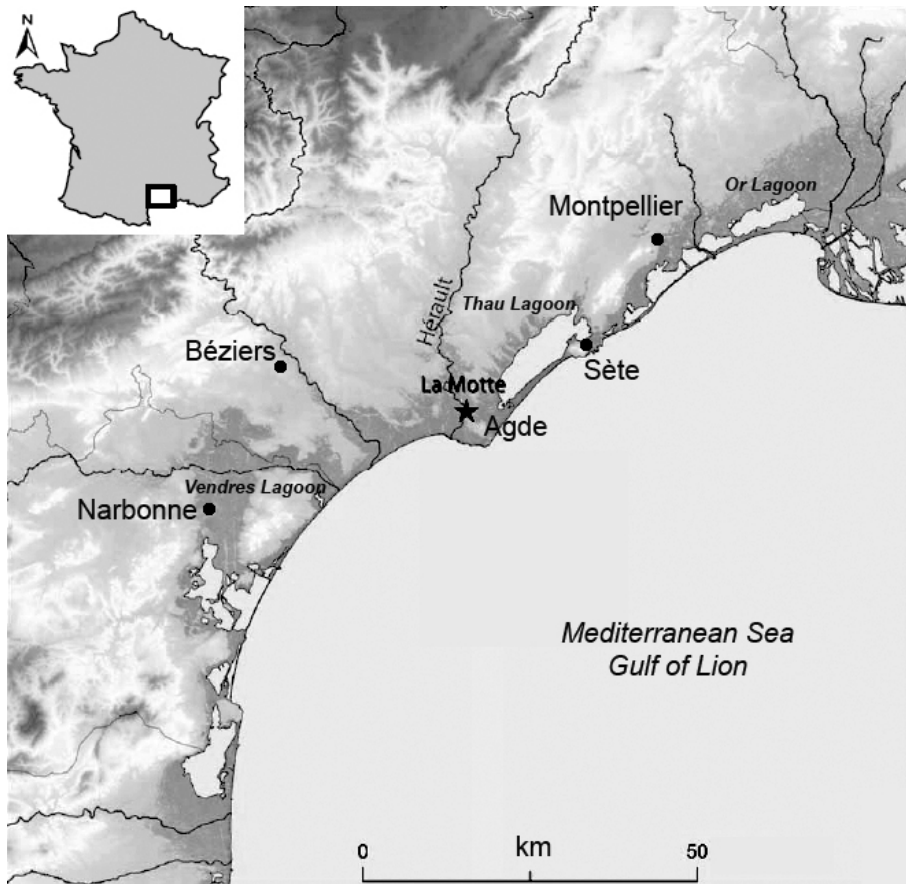 N
Or Lagoon
Montpellier
Hérault
Thau Lagoon
Béziers
Sète
La Motte
Agde
Vendres Lagoon
Narbonne
Mediterranean Sea
Gulf of Lion
0 km 50